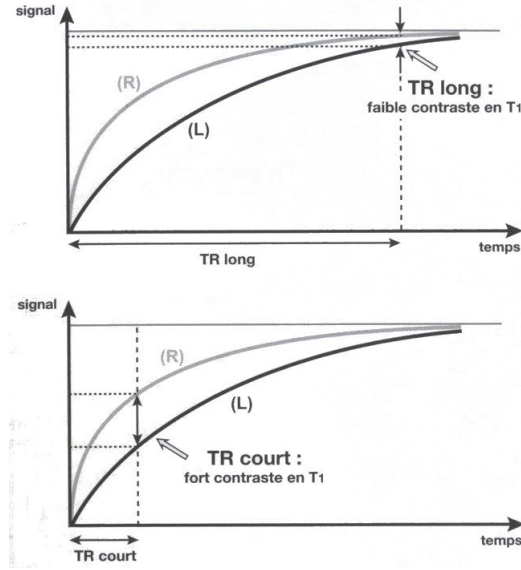 signal
(R)
(L)
TR long :
faible contraste en T1
TR long
temps
signal
(R)
(L)
TR court :
fort contraste en T1
TR court
temps